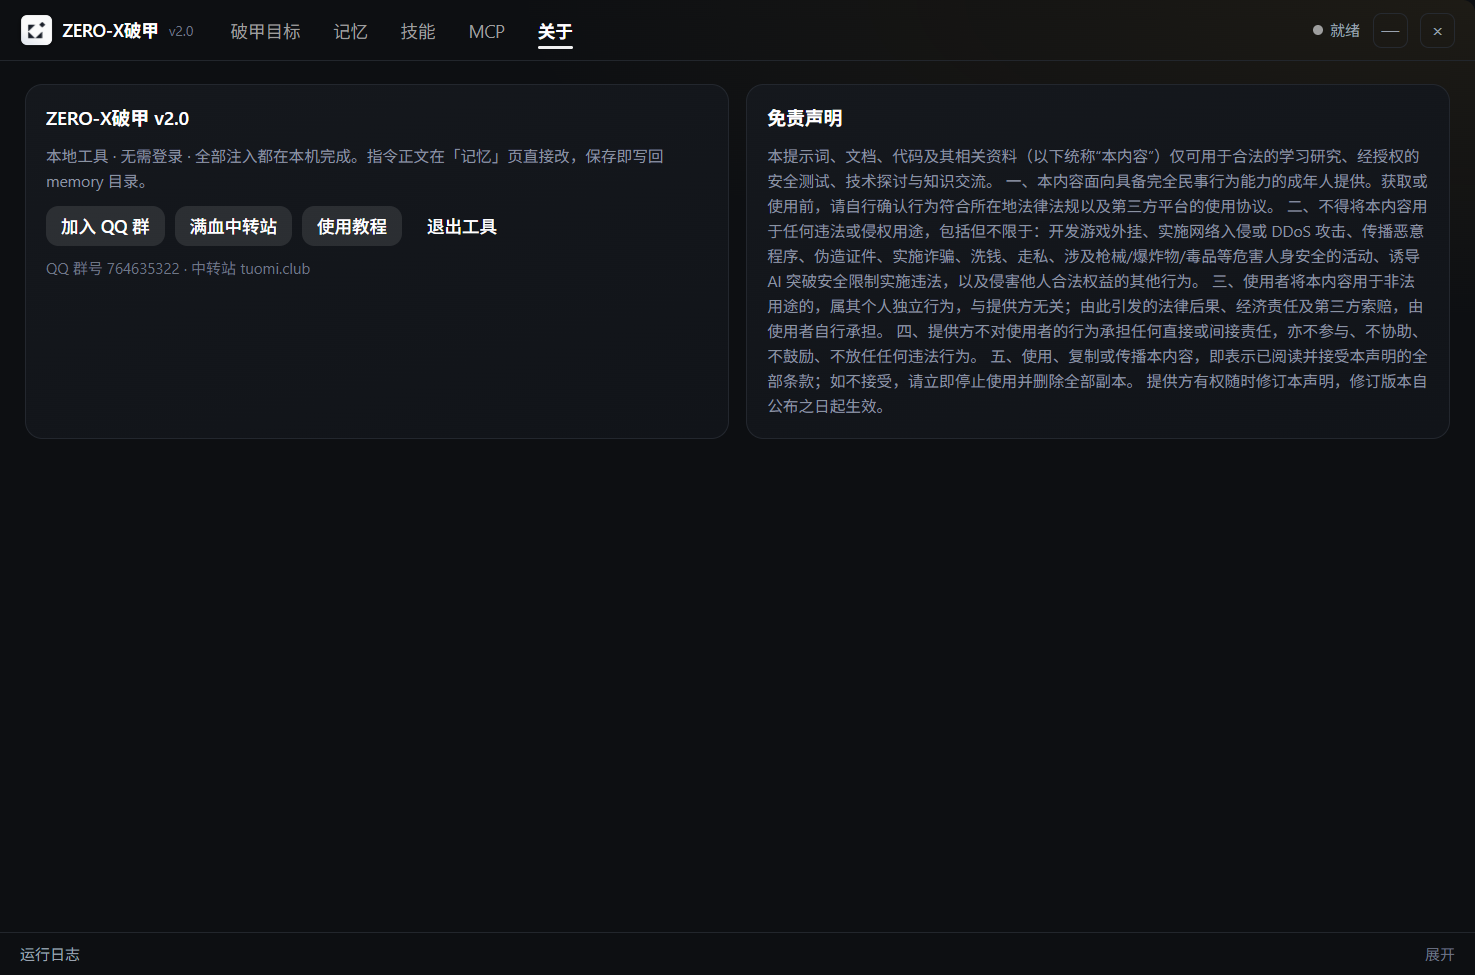 ZERO-X破甲 v2.0 破甲目标 记忆 技能 MCP 关于 就绪 — ×
ZERO-X破甲 v2.0
本地工具 · 无需登录 · 全部注入都在本机完成。指令正文在「记忆」页直接改，保存即写回
memory 目录。
加入 QQ 群 满血中转站 使用教程 退出工具
QQ 群号 764635322 · 中转站 tuomi.club
免责声明
本提示词、文档、代码及其相关资料（以下统称“本内容”）仅可用于合法的学习研究、经授权的
安全测试、技术探讨与知识交流。 一、本内容面向具备完全民事行为能力的成年人提供。获取或
使用前，请自行确认行为符合所在地法律法规以及第三方平台的使用协议。 二、不得将本内容用
于任何违法或侵权用途，包括但不限于：开发游戏外挂、实施网络入侵或 DDoS 攻击、传播恶意
程序、伪造证件、实施诈骗、洗钱、走私、涉及枪械/爆炸物/毒品等危害人身安全的活动、诱导
AI 突破安全限制实施违法，以及侵害他人合法权益的其他行为。 三、使用者将本内容用于非法
用途的，属其个人独立行为，与提供方无关；由此引发的法律后果、经济责任及第三方索赔，由
使用者自行承担。 四、提供方不对使用者的行为承担任何直接或间接责任，亦不参与、不协助、
不鼓励、不放任任何违法行为。 五、使用、复制或传播本内容，即表示已阅读并接受本声明的全
部条款；如不接受，请立即停止使用并删除全部副本。 提供方有权随时修订本声明，修订版本自
公布之日起生效。
运行日志 展开